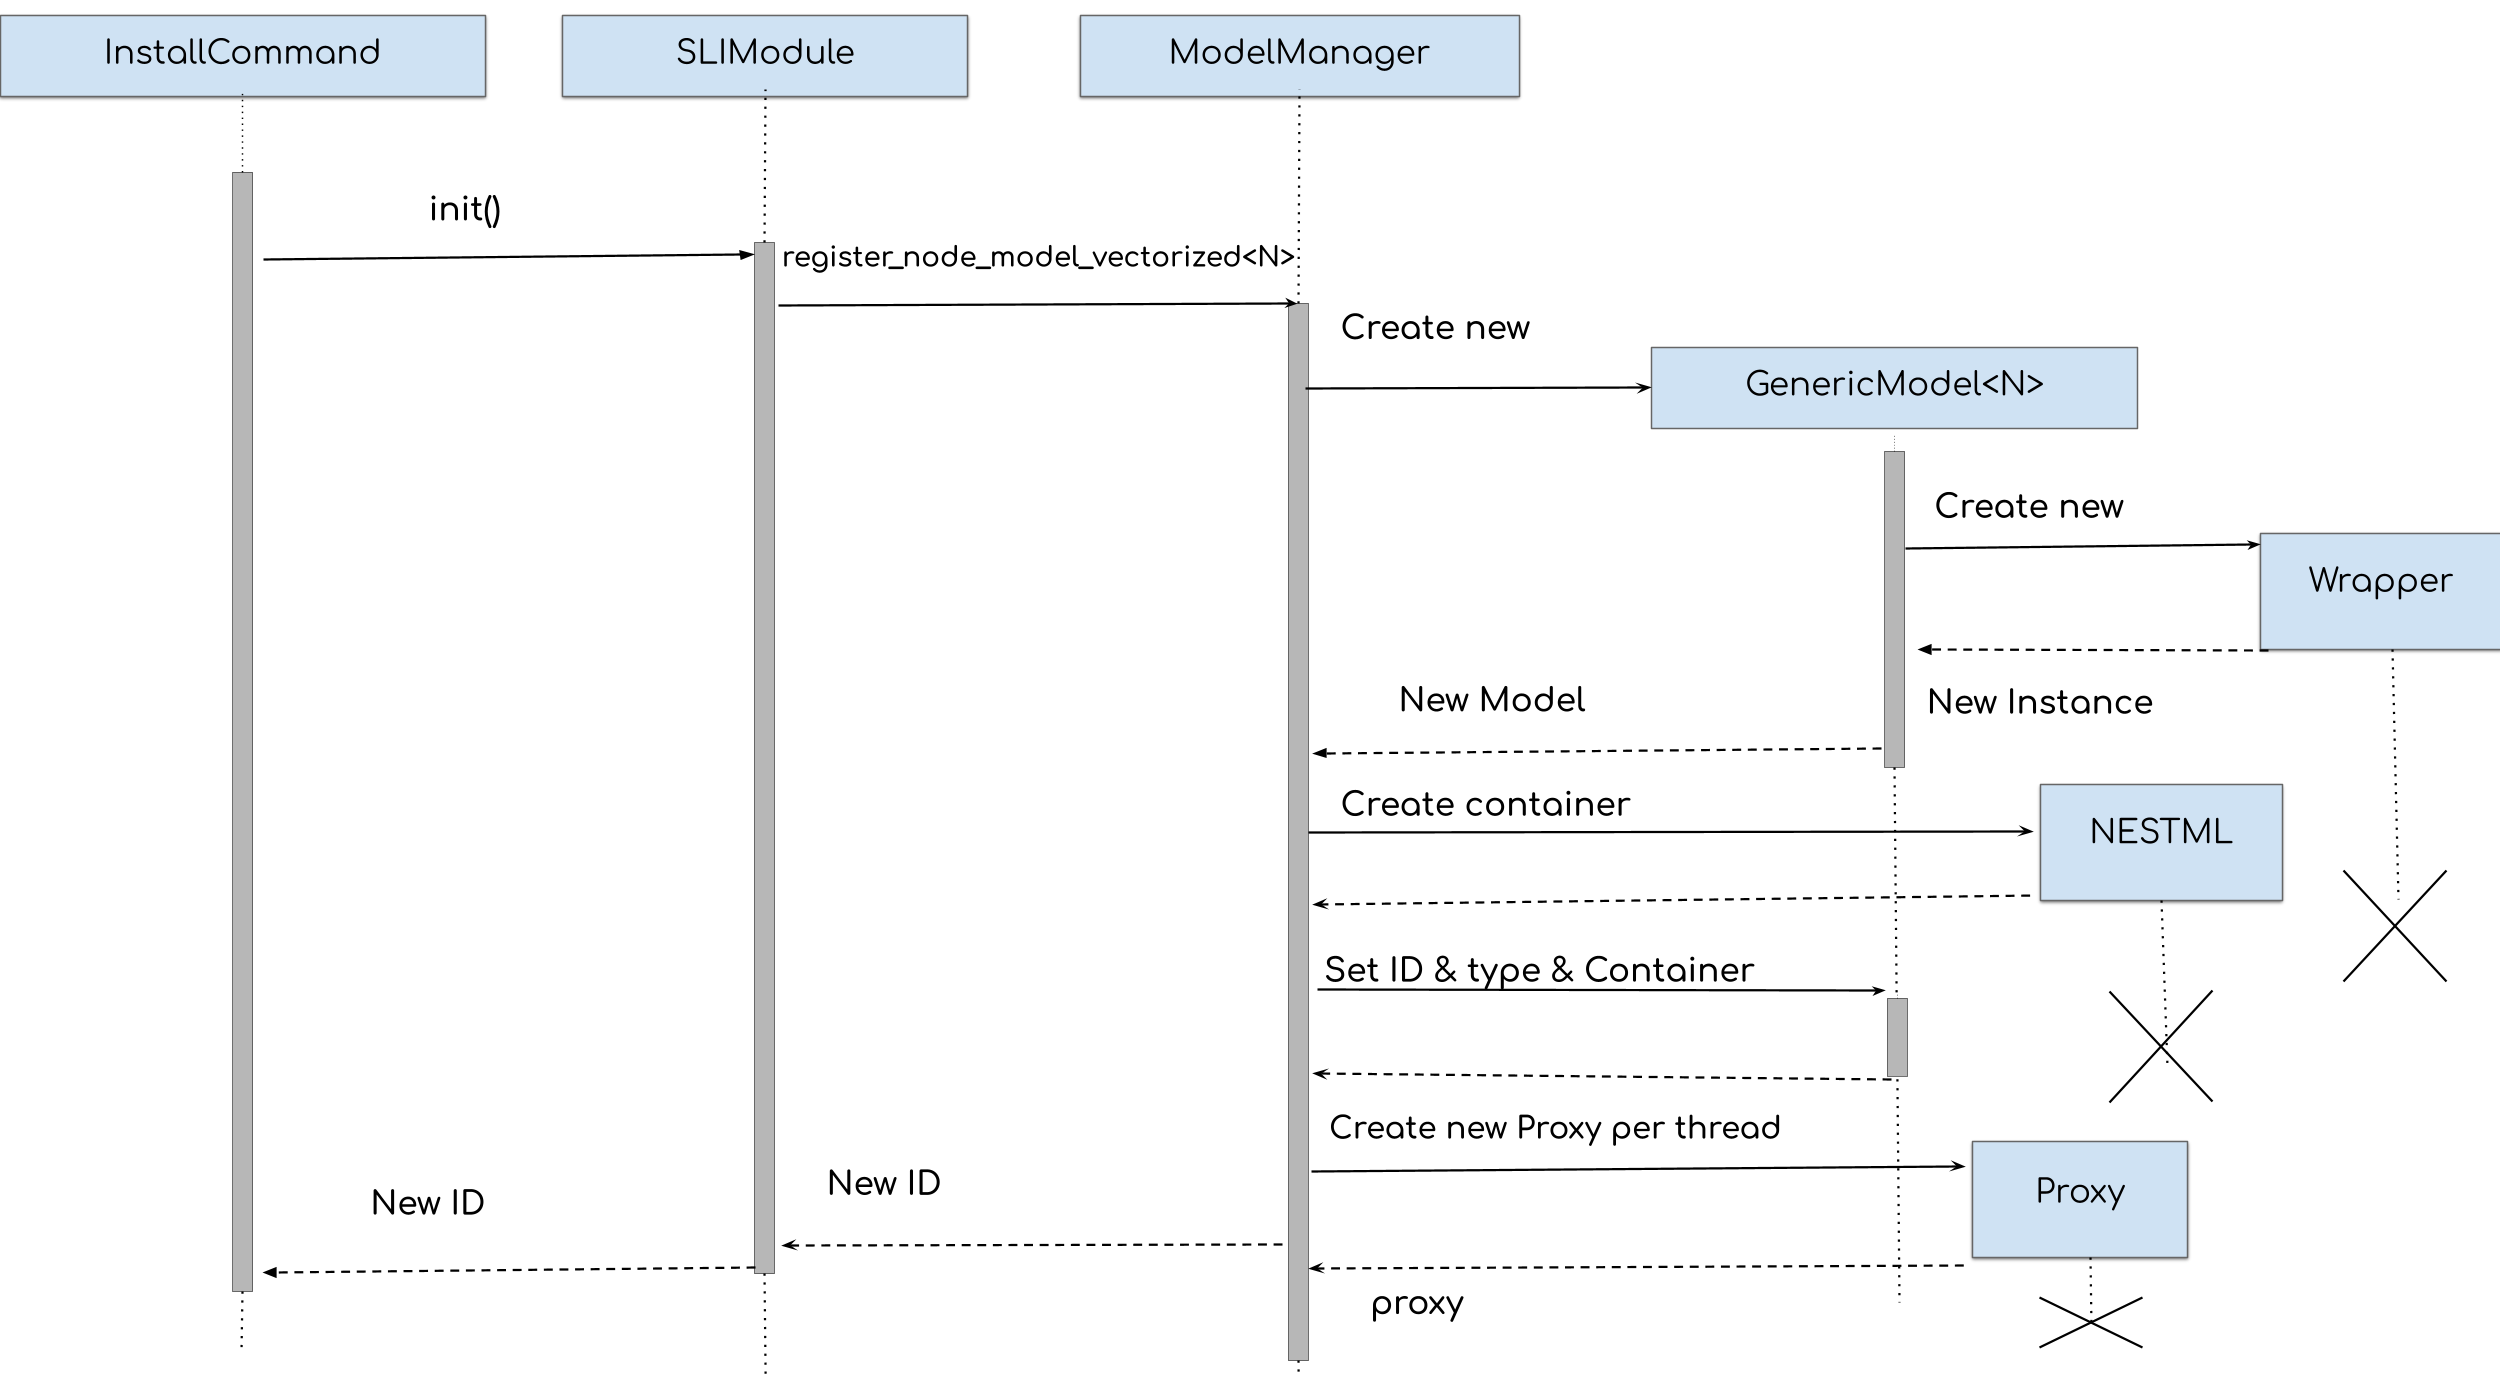 InstallCommand
SLIModule
ModelManager
init()
register_node_model_vectorized<N>
Create new
GenericModel<N>
Create new
Wrapper
New Model
New Instance
Create container
NESTML
Set ID & type & Container
Create new Proxy per thread
New ID
New ID
Proxy
proxy